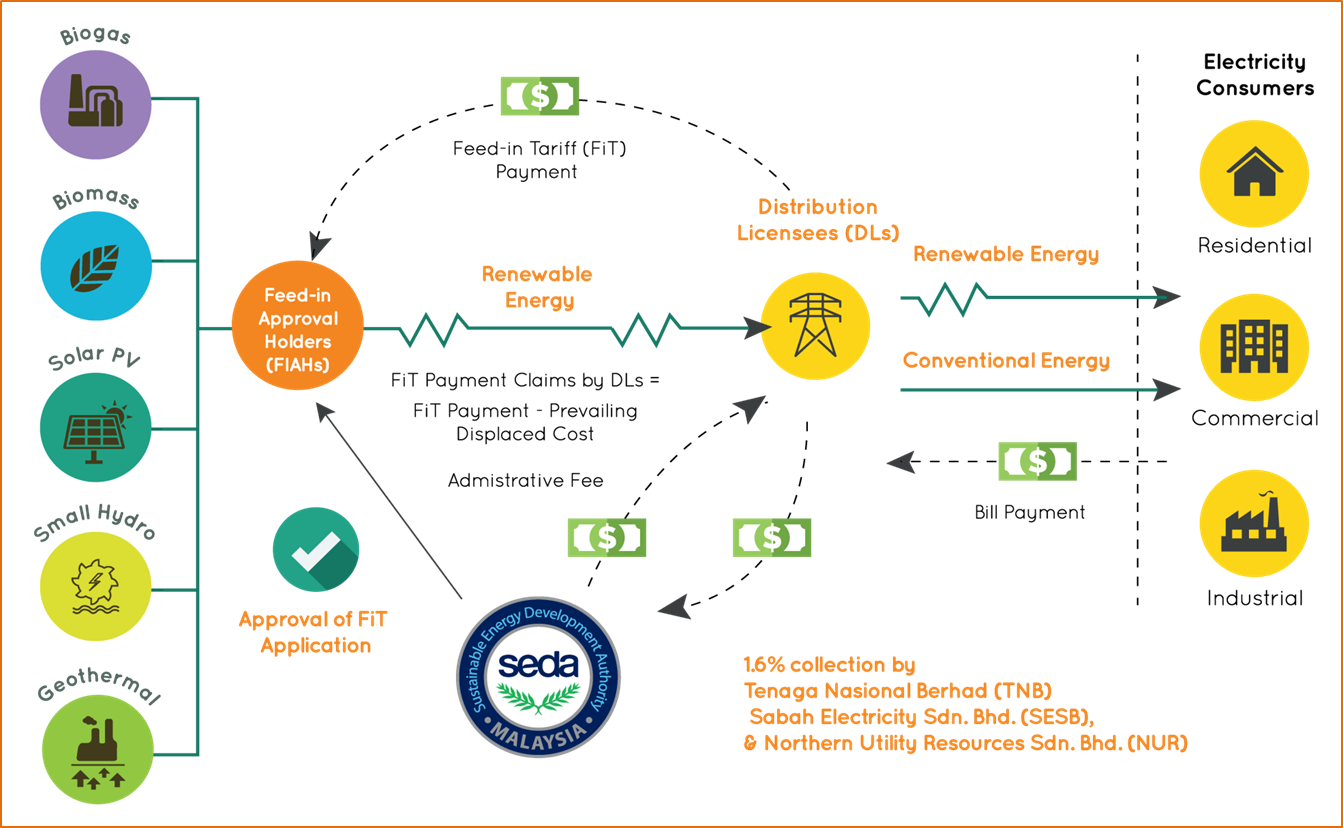 Biogas
Biomass
Solar PV
Small Hydro
Geothermal
Feed-in
Approval
Holders
(FIAHs)
Feed-in Tariff (FiT)
Payment
Renewable
Energy
FiT Payment Claims by DLs =
FiT Payment - Prevailing
Displaced Cost
Admistrative Fee
Approval of FiT
Application
Sustainable Energy Development Authority
seda
• MALAYSIA •
Distribution
Licensees (DLs)
Renewable Energy
Conventional Energy
Bill Payment
Electricity
Consumers
Residential
Commercial
Industrial
1.6% collection by
Tenaga Nasional Berhad (TNB)
Sabah Electricity Sdn. Bhd. (SESB),
& Northern Utility Resources Sdn. Bhd. (NUR)
$
$
$
$